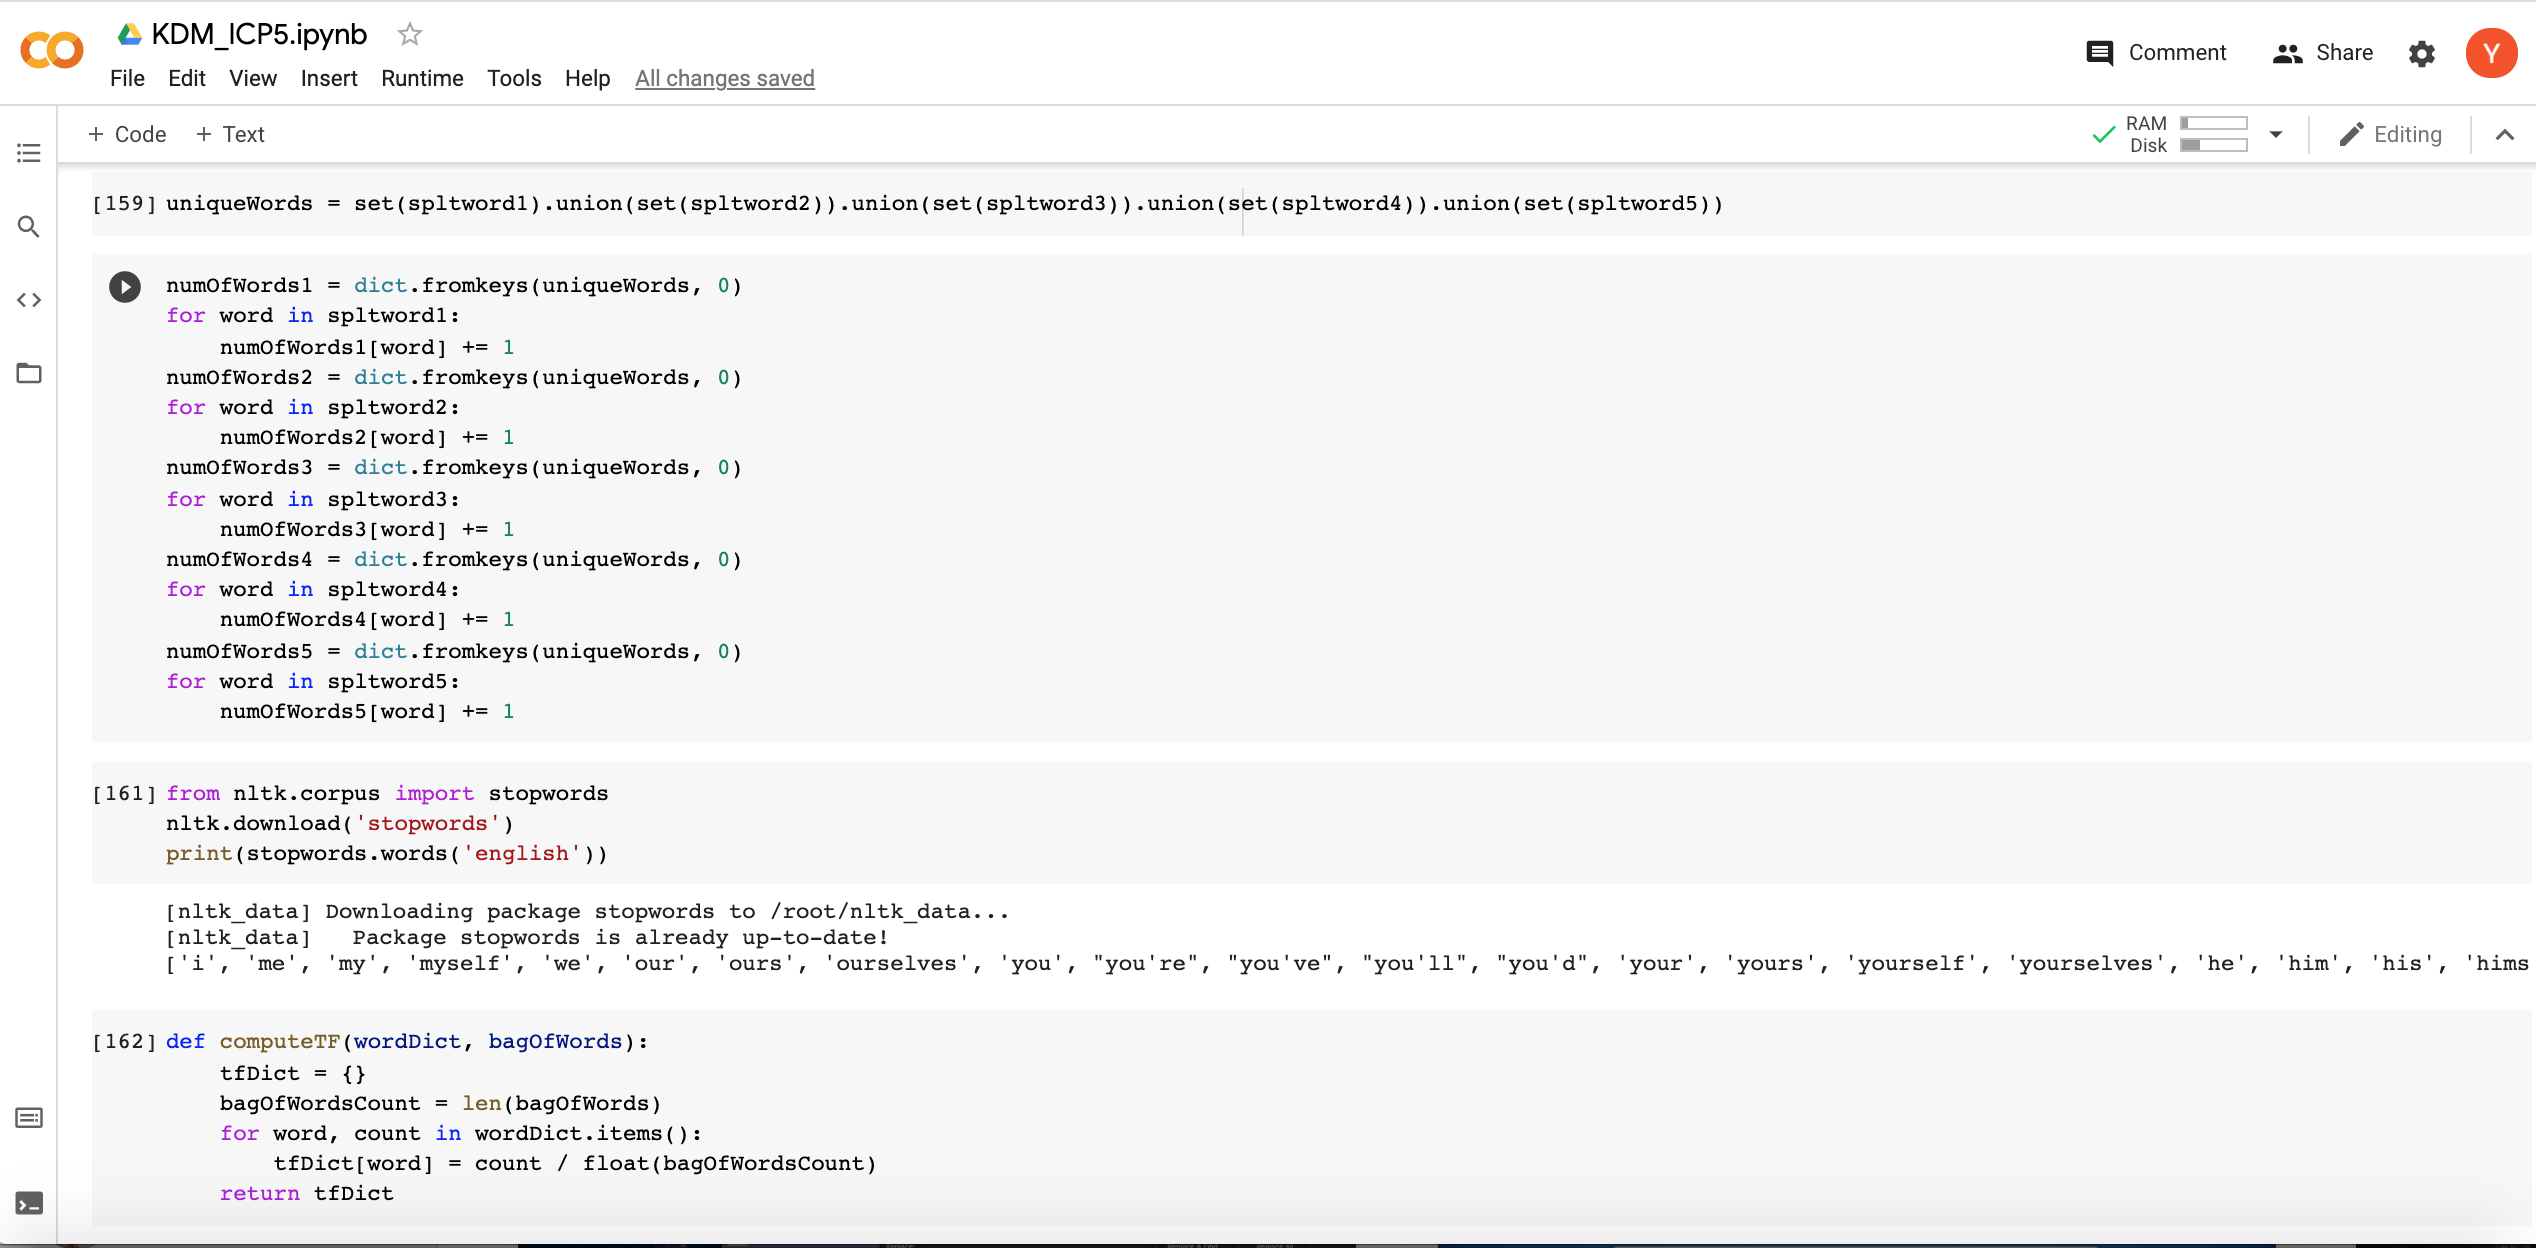 KDM_ICP5.ipynb
File Edit View Insert Runtime Tools Help All changes saved
Comment Share Y
+ Code + Text
RAM
Disk
Editing
[159] uniqueWords = set(spltword1).union(set(spltword2)).union(set(spltword3)).union(set(spltword4)).union(set(spltword5))
numOfWords1 = dict.fromkeys(uniqueWords, 0)
for word in spltword1:
    numOfWords1[word] += 1
numOfWords2 = dict.fromkeys(uniqueWords, 0)
for word in spltword2:
    numOfWords2[word] += 1
numOfWords3 = dict.fromkeys(uniqueWords, 0)
for word in spltword3:
    numOfWords3[word] += 1
numOfWords4 = dict.fromkeys(uniqueWords, 0)
for word in spltword4:
    numOfWords4[word] += 1
numOfWords5 = dict.fromkeys(uniqueWords, 0)
for word in spltword5:
    numOfWords5[word] += 1
[161] from nltk.corpus import stopwords
nltk.download('stopwords')
print(stopwords.words('english'))
[nltk_data] Downloading package stopwords to /root/nltk_data...
[nltk_data]   Package stopwords is already up-to-date!
['i', 'me', 'my', 'myself', 'we', 'our', 'ours', 'ourselves', 'you', "you're", "you've", "you'll", "you'd", 'your', 'yours', 'yourself', 'yourselves', 'he', 'him', 'his', 'hims
[162] def computeTF(wordDict, bagOfWords):
    tfDict = {}
    bagOfWordsCount = len(bagOfWords)
    for word, count in wordDict.items():
        tfDict[word] = count / float(bagOfWordsCount)
    return tfDict